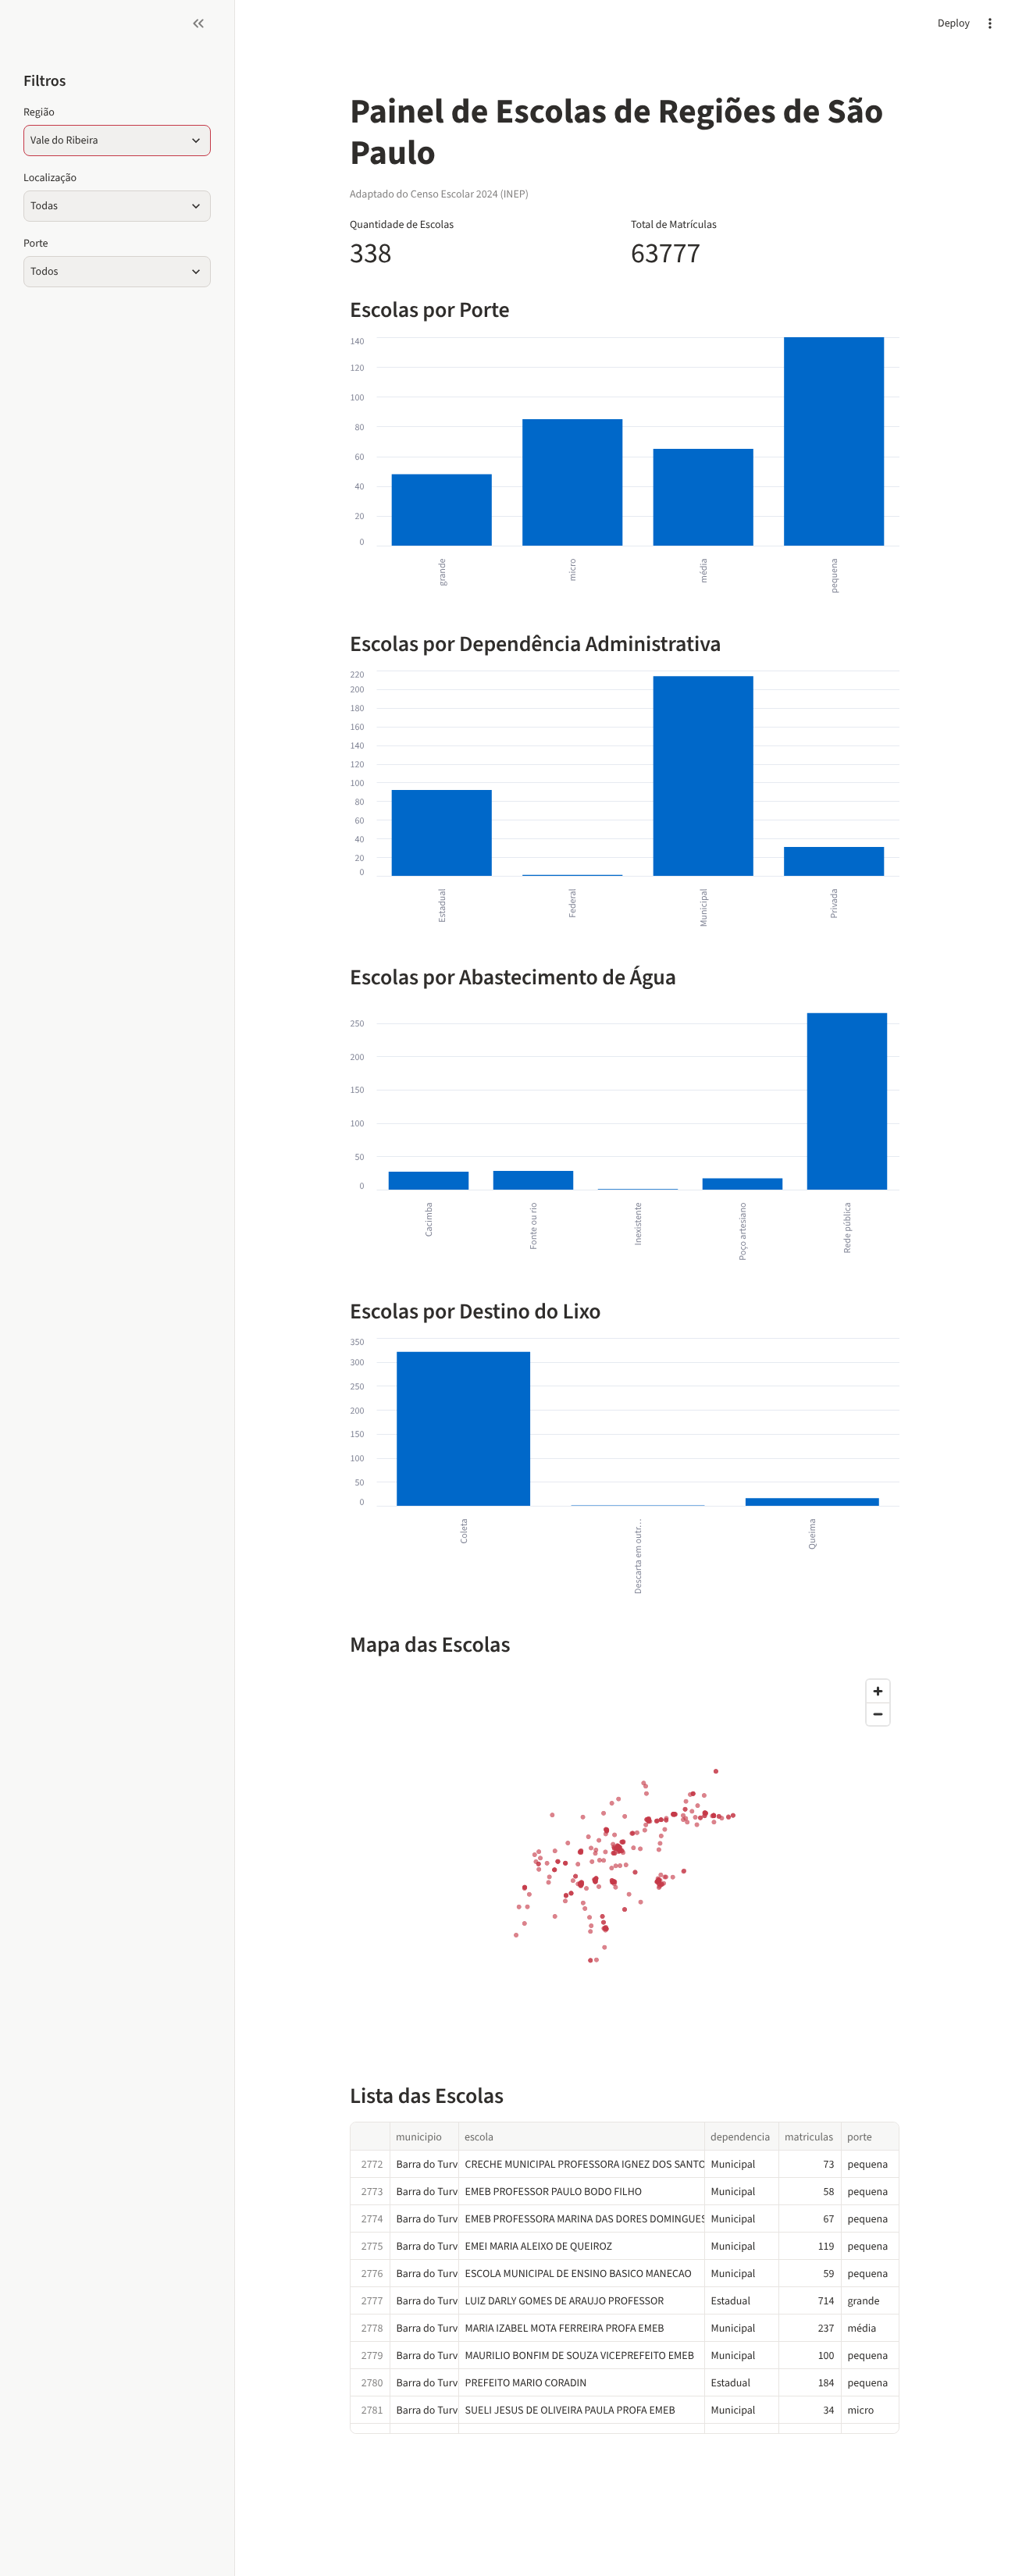 Deploy
Filtros
Região
Vale do Ribeira
Localização
Todas
Porte
Todos
Painel de Escolas de Regiões de São
Paulo
Adaptado do Censo Escolar 2024 (INEP)
Quantidade de Escolas
338
Total de Matrículas
63777
Escolas por Porte
140
120
100
80
60
40
20
0
grande
micro
média
pequena
Escolas por Dependência Administrativa
220
200
180
160
140
120
100
80
60
40
20
0
Estadual
Federal
Municipal
Privada
Escolas por Abastecimento de Água
250
200
150
100
50
0
Cacimba
Fonte ou rio
Inexistente
Poço artesiano
Rede pública
Escolas por Destino do Lixo
350
300
250
200
150
100
50
0
Coleta
Descarta em outr…
Queima
Mapa das Escolas
Lista das Escolas
municipio escola dependencia matriculas porte
2772 Barra do Turv CRECHE MUNICIPAL PROFESSORA IGNEZ DOS SANTO Municipal 73 pequena
2773 Barra do Turv EMEB PROFESSOR PAULO BODO FILHO Municipal 58 pequena
2774 Barra do Turv EMEB PROFESSORA MARINA DAS DORES DOMINGUES Municipal 67 pequena
2775 Barra do Turv EMEI MARIA ALEIXO DE QUEIROZ Municipal 119 pequena
2776 Barra do Turv ESCOLA MUNICIPAL DE ENSINO BASICO MANECAO Municipal 59 pequena
2777 Barra do Turv LUIZ DARLY GOMES DE ARAUJO PROFESSOR Estadual 714 grande
2778 Barra do Turv MARIA IZABEL MOTA FERREIRA PROFA EMEB Municipal 237 média
2779 Barra do Turv MAURILIO BONFIM DE SOUZA VICEPREFEITO EMEB Municipal 100 pequena
2780 Barra do Turv PREFEITO MARIO CORADIN Estadual 184 pequena
2781 Barra do Turv SUELI JESUS DE OLIVEIRA PAULA PROFA EMEB Municipal 34 micro